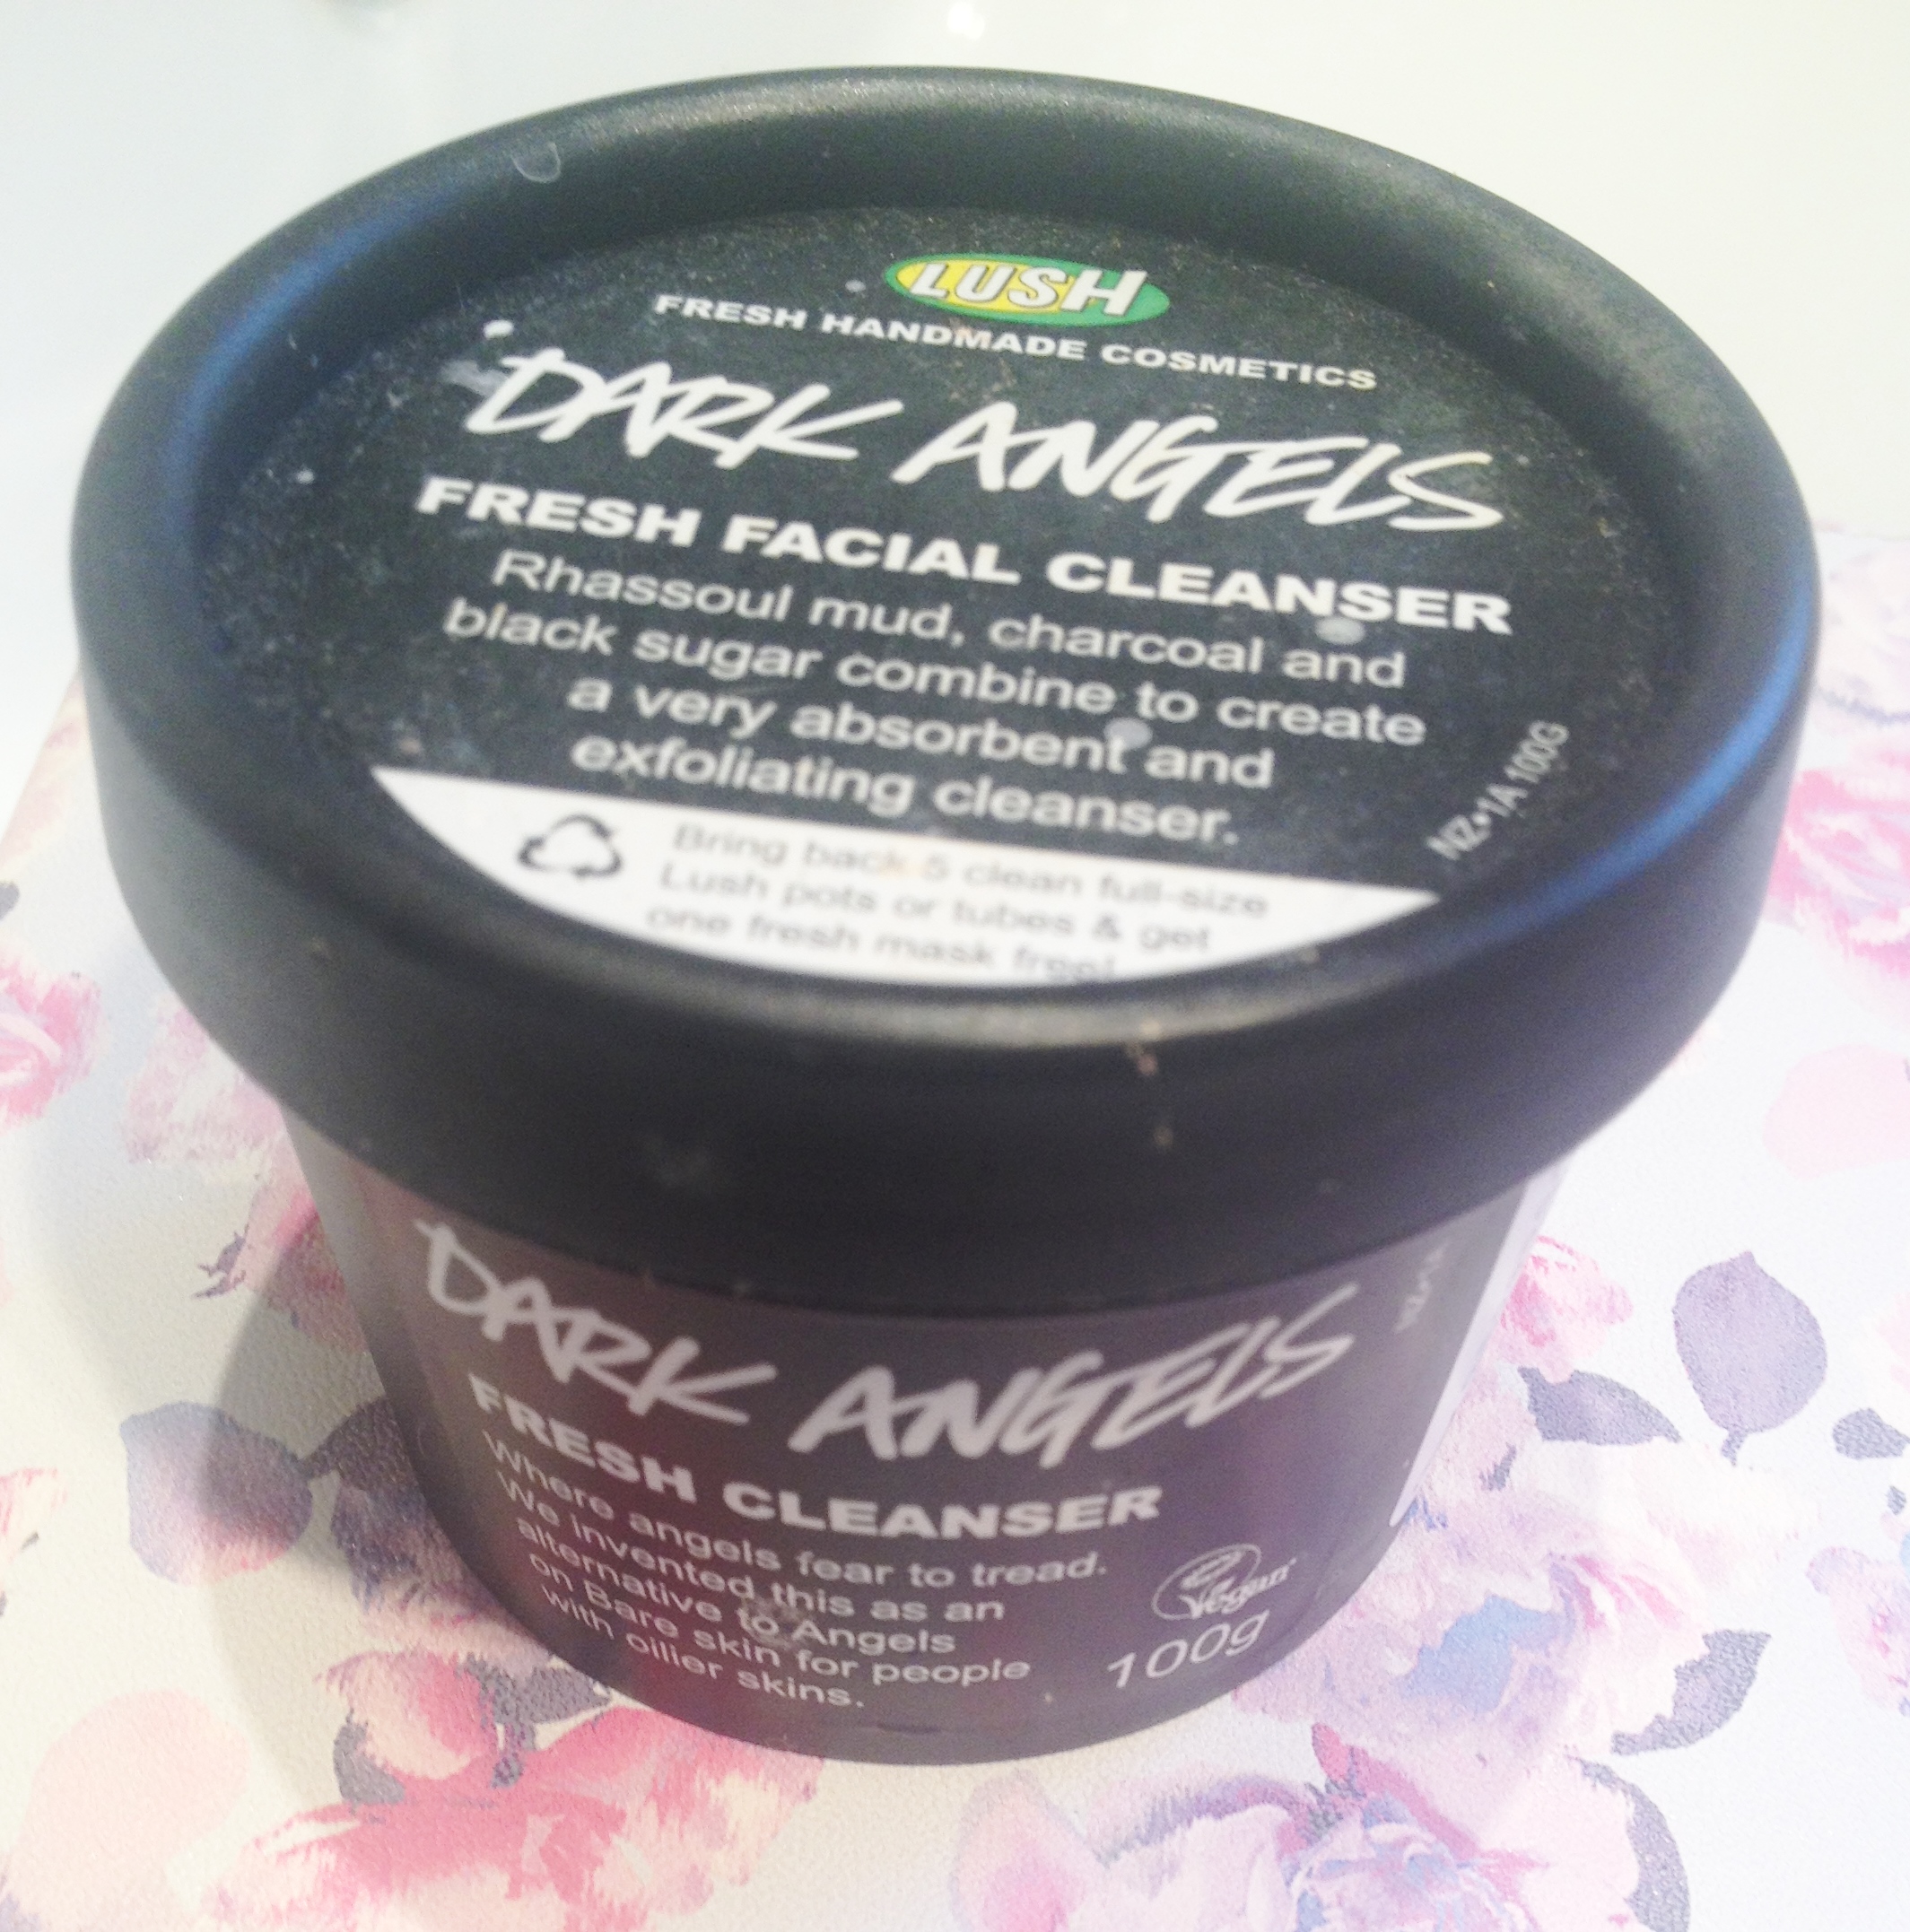 LUSH
FRESH HANDMADE COSMETICS
DARK ANGELS
FRESH FACIAL CLEANSER
Rhassoul mud, charcoal and
black sugar combine to create
a very absorbent and
exfoliating cleanser.
NZ•1A 100G
Bring back 5 clean full-size
Lush pots or tubes & get
one fresh mask free!
DARK ANGELS
FRESH CLEANSER
Where angels fear to tread.
We invented this as an
alternative to Angels
on Bare skin for people
with oilier skins.
Vegan
100g
NZ•1A